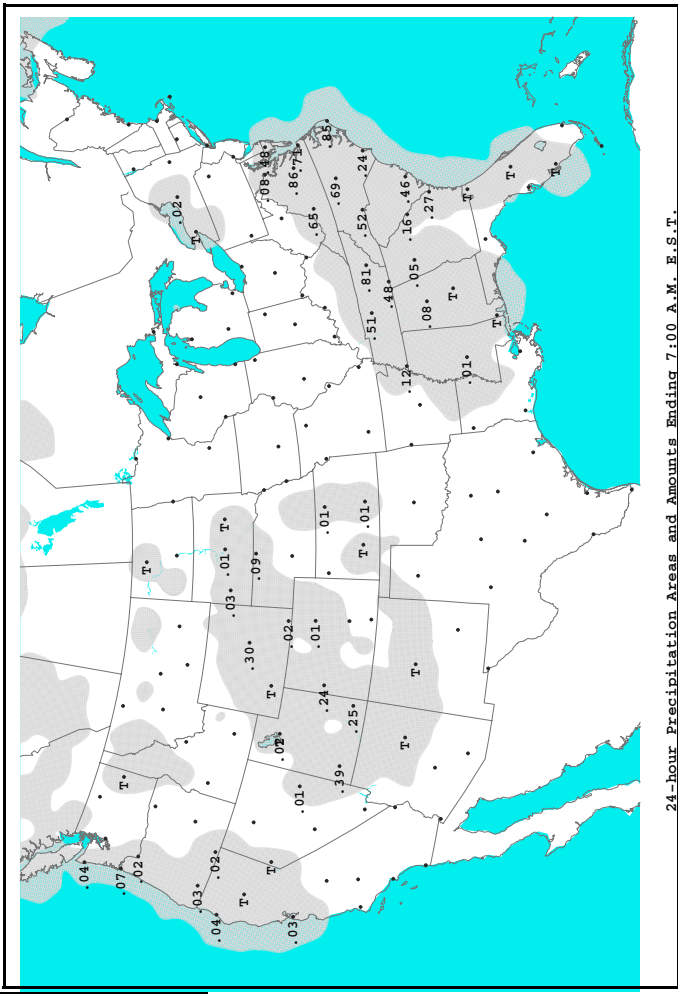 .04
.07
T
.02
T
.02
T
.03
.02
.04
T
.01
.03
T
.30
.09
.48
.08
T
T
.02
.02
.03
.86
.71
.01
.65
.01
.24
.01
.85
.69
.39
.25
.52
.24
T
.01
.81
.51
.48
T
.46
.12
.16
.05
T
.08
.27
T
.01
T
T
T
T
24-hour Precipitation Areas and Amounts Ending 7:00 A.M. E.S.T.